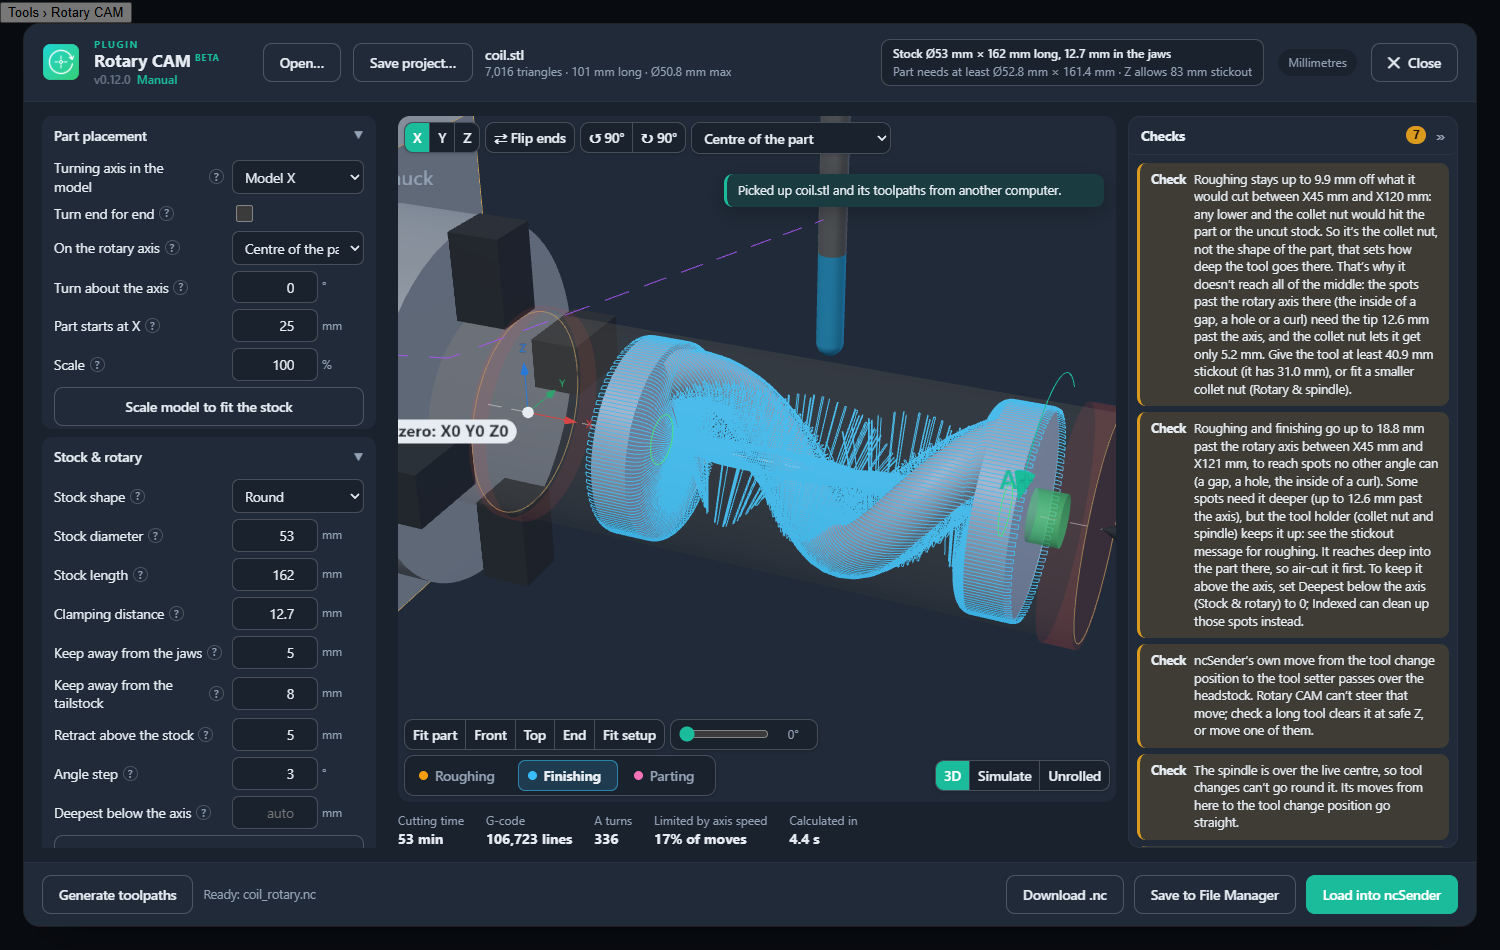 Tools › Rotary CAM
PLUGIN
Rotary CAM BETA
v0.12.0 Manual
Open...
Save project...
coil.stl
7,016 triangles · 101 mm long · Ø50.8 mm max
Stock Ø53 mm × 162 mm long, 12.7 mm in the jaws
Part needs at least Ø52.8 mm × 161.4 mm · Z allows 83 mm stickout
Millimetres
✕ Close
Part placement
Turning axis in the
model
?
Model X
Turn end for end ?
On the rotary axis ?
Centre of the pa
Turn about the axis ?
0 °
Part starts at X ?
25 mm
Scale ?
100 %
Scale model to fit the stock
Stock & rotary
Stock shape ?
Round
Stock diameter ?
53 mm
Stock length ?
162 mm
Clamping distance ?
12.7 mm
Keep away from the jaws ?
5 mm
Keep away from the
tailstock
?
8 mm
Retract above the stock ?
5 mm
Angle step ?
3 °
Deepest below the axis ?
auto mm
X Y Z
⇄ Flip ends
↺ 90°
↻ 90°
Centre of the part
uck
Picked up coil.stl and its toolpaths from another computer.
Z
Y
zero: X0 Y0 Z0
Fit part
Front
Top
End
Fit setup
0°
Roughing
Finishing
Parting
3D
Simulate
Unrolled
Cutting time
53 min
G-code
106,723 lines
A turns
336
Limited by axis speed
17% of moves
Calculated in
4.4 s
Checks
7 »
Check Roughing stays up to 9.9 mm off what it
would cut between X45 mm and X120 mm:
any lower and the collet nut would hit the
part or the uncut stock. So it's the collet nut,
not the shape of the part, that sets how
deep the tool goes there. That's why it
doesn't reach all of the middle: the spots
past the rotary axis there (the inside of a
gap, a hole or a curl) need the tip 12.6 mm
past the axis, and the collet nut lets it get
only 5.2 mm. Give the tool at least 40.9 mm
stickout (it has 31.0 mm), or fit a smaller
collet nut (Rotary & spindle).
Check Roughing and finishing go up to 18.8 mm
past the rotary axis between X45 mm and
X121 mm, to reach spots no other angle can
(a gap, a hole, the inside of a curl). Some
spots need it deeper (up to 12.6 mm past
the axis), but the tool holder (collet nut and
spindle) keeps it up: see the stickout
message for roughing. It reaches deep into
the part there, so air-cut it first. To keep it
above the axis, set Deepest below the axis
(Stock & rotary) to 0; Indexed can clean up
those spots instead.
Check ncSender's own move from the tool change
position to the tool setter passes over the
headstock. Rotary CAM can't steer that
move; check a long tool clears it at safe Z,
or move one of them.
Check The spindle is over the live centre, so tool
changes can't go round it. Its moves from
here to the tool change position go
straight.
Generate toolpaths
Ready: coil_rotary.nc
Download .nc
Save to File Manager
Load into ncSender